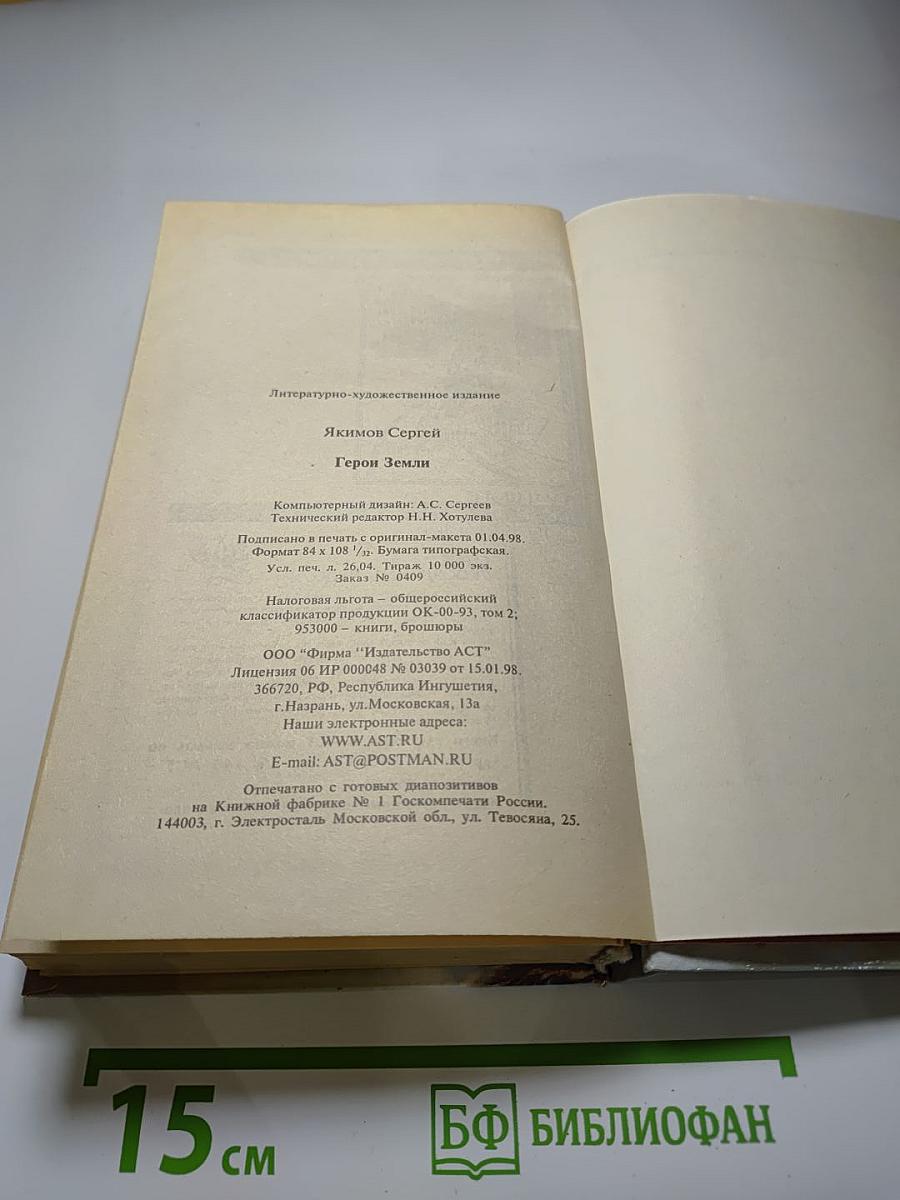 Литературно-художественное издание
Якимов Сергей
Герои Земли
Компьютерный дизайн: А.С. Сергеев
Технический редактор Н.Н. Хотулева
Подписано в печать с оригинал-макета 01.04.98.
Формат 84 x 108 ¹/₃₂. Бумага типографская.
Усл. печ. л. 26,04. Тираж 10 000 экз.
Заказ № 0409
Налоговая льгота – общероссийский
классификатор продукции ОК-00-93, том 2;
953000 – книги, брошюры
ООО "Фирма "Издательство АСТ"
Лицензия 06 ИР 000048 № 03039 от 15.01.98.
366720, РФ, Республика Ингушетия,
г.Назрань, ул.Московская, 13а
Наши электронные адреса:
WWW.AST.RU
E-mail: AST@POSTMAN.RU
Отпечатано с готовых диапозитивов
на Книжной фабрике № 1 Госкомпечати России.
144003, г. Электросталь Московской обл., ул. Тевосяна, 25.
15 см
БФ БИБЛИОФАН